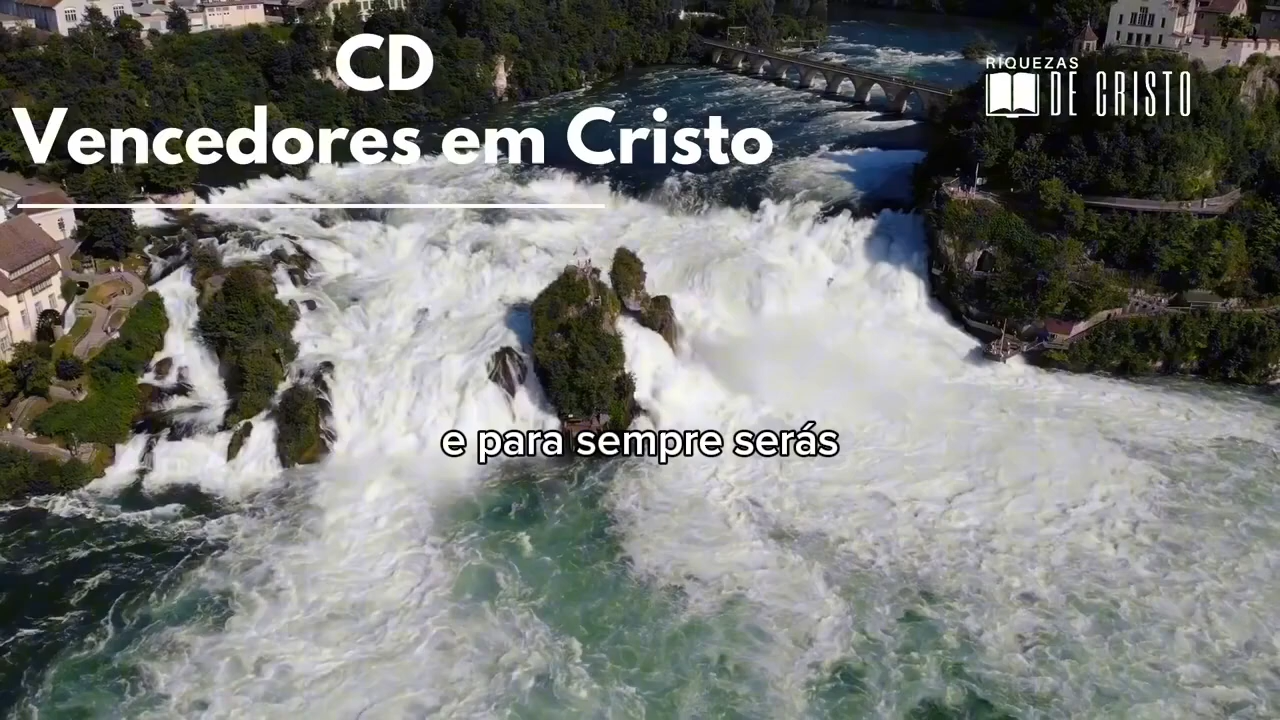 CD
Vencedores em Cristo
RIQUEZAS
DE CRISTO
e para sempre serás